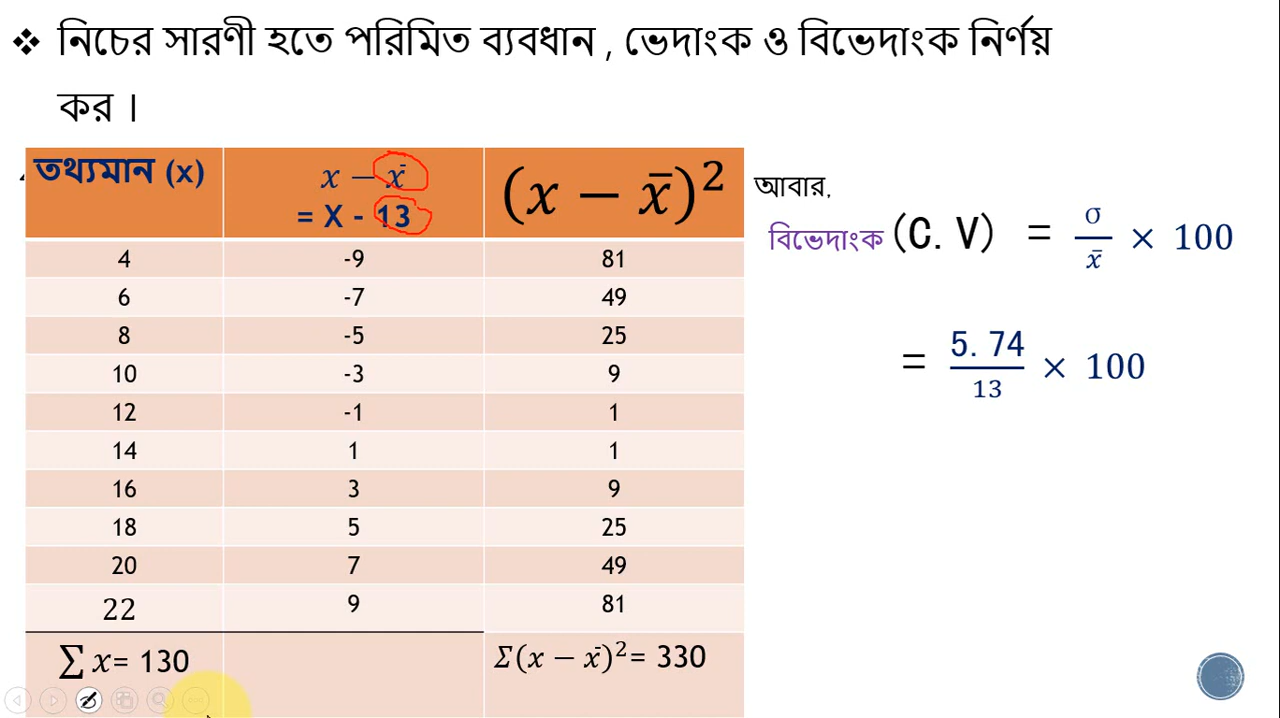 ❖ নিচের সারণী হতে পরিমিত ব্যবধান , ভেদাংক ও বিভেদাংক নির্ণয়
কর ।
তথ্যমান (x) x − x̄ (x − x̄)²
= X - 13
4 -9 81
6 -7 49
8 -5 25
10 -3 9
12 -1 1
14 1 1
16 3 9
18 5 25
20 7 49
22 9 81
∑ x= 130 Σ(x − x̄)²= 330
আবার,
বিভেদাংক (C. V) = σ/x̄ × 100
= 5. 74/13 × 100